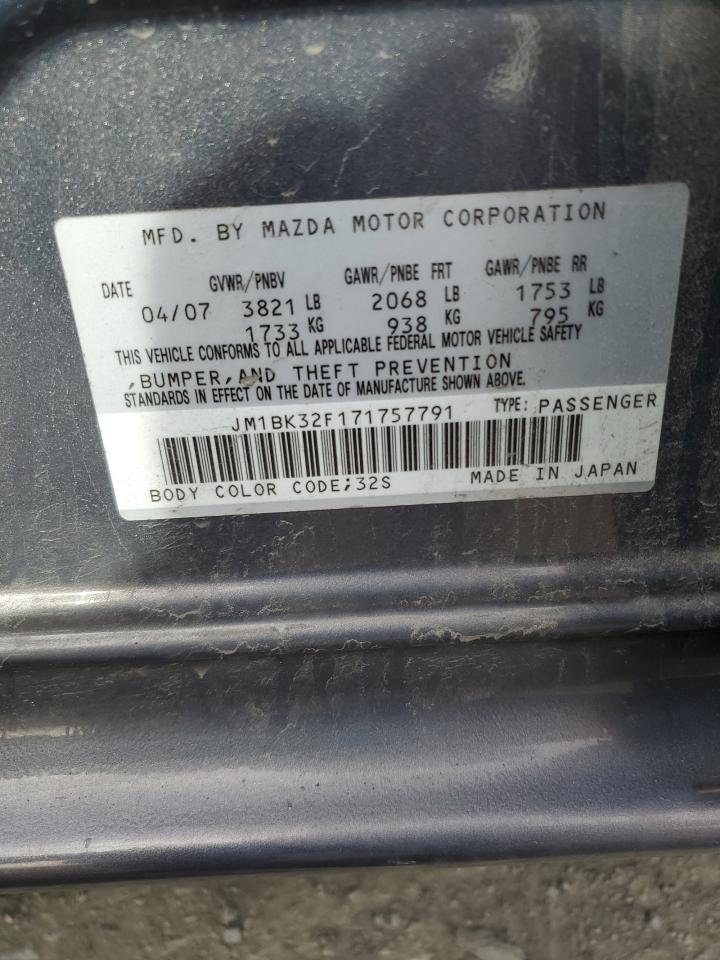 MFD. BY MAZDA MOTOR CORPORATION
DATE GVWR/PNBV GAWR/PNBE FRT GAWR/PNBE RR
04/07 3821 LB 2068 LB 1753 LB
1733 KG 938 KG 795 KG
THIS VEHICLE CONFORMS TO ALL APPLICABLE FEDERAL MOTOR VEHICLE SAFETY
,BUMPER,AND THEFT PREVENTION
STANDARDS IN EFFECT ON THE DATE OF MANUFACTURE SHOWN ABOVE.
JM1BK32F171757791 TYPE: PASSENGER
BODY COLOR CODE;32S MADE IN JAPAN